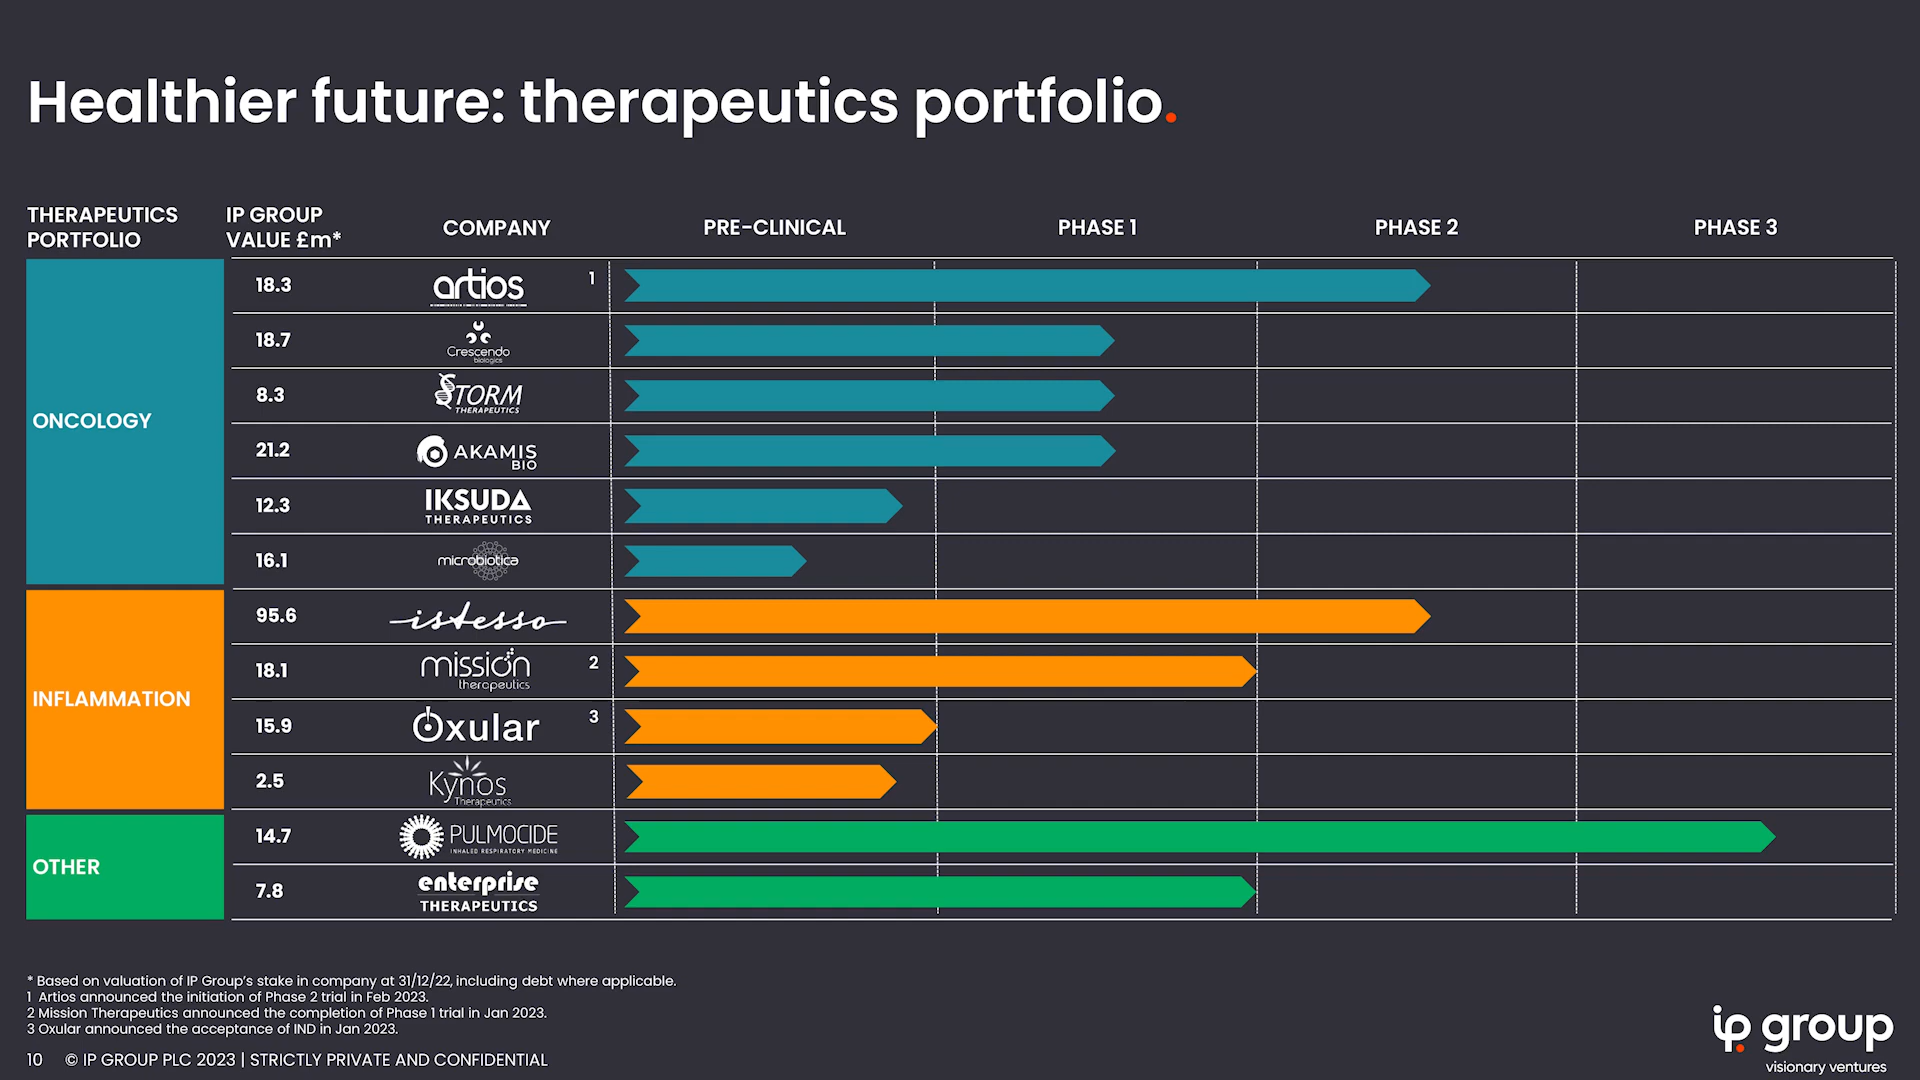 Healthier future: therapeutics portfolio.
THERAPEUTICS PORTFOLIO
IP GROUP VALUE £m*
COMPANY
PRE-CLINICAL
PHASE 1
PHASE 2
PHASE 3
ONCOLOGY
18.3
artios
1
18.7
Crescendo
biologics
8.3
STORM
THERAPEUTICS
21.2
AKAMIS
BIO
12.3
IKSUDA
THERAPEUTICS
16.1
microbiotica
INFLAMMATION
95.6
istesso
18.1
mission
therapeutics
2
15.9
Oxular
3
2.5
Kynos
Therapeutics
OTHER
14.7
PULMOCIDE
INHALED RESPIRATORY MEDICINE
7.8
enterprise
THERAPEUTICS
* Based on valuation of IP Group's stake in company at 31/12/22, including debt where applicable.
1 Artios announced the initiation of Phase 2 trial in Feb 2023.
2 Mission Therapeutics announced the completion of Phase 1 trial in Jan 2023.
3 Oxular announced the acceptance of IND in Jan 2023.
10 © IP GROUP PLC 2023 | STRICTLY PRIVATE AND CONFIDENTIAL
ip group
visionary ventures